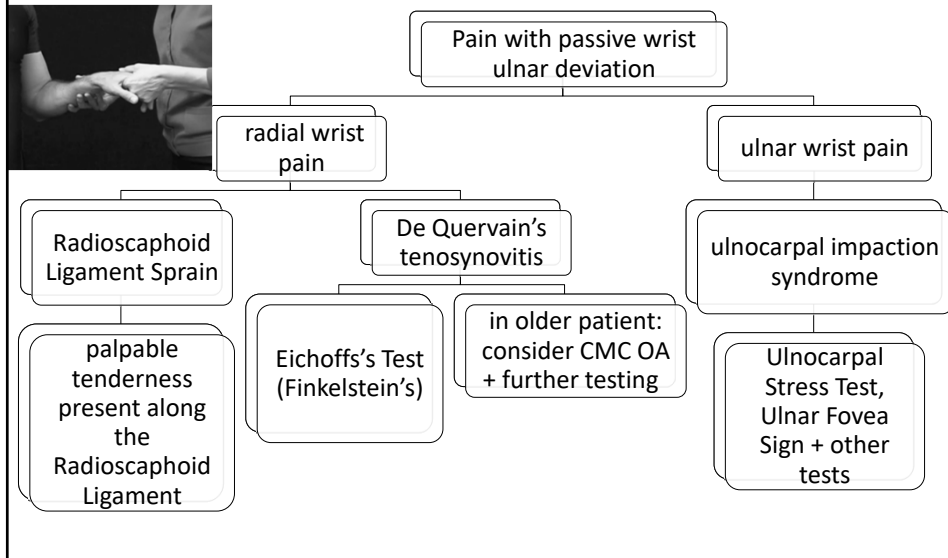 Pain with passive wrist
ulnar deviation
radial wrist
pain
ulnar wrist pain
Radioscaphoid
Ligament Sprain
De Quervain’s
tenosynovitis
ulnocarpal impaction
syndrome
palpable
tenderness
present along
the
Radioscaphoid
Ligament
Eichoffs’s Test
(Finkelstein’s)
in older patient:
consider CMC OA
+ further testing
Ulnocarpal
Stress Test,
Ulnar Fovea
Sign + other
tests